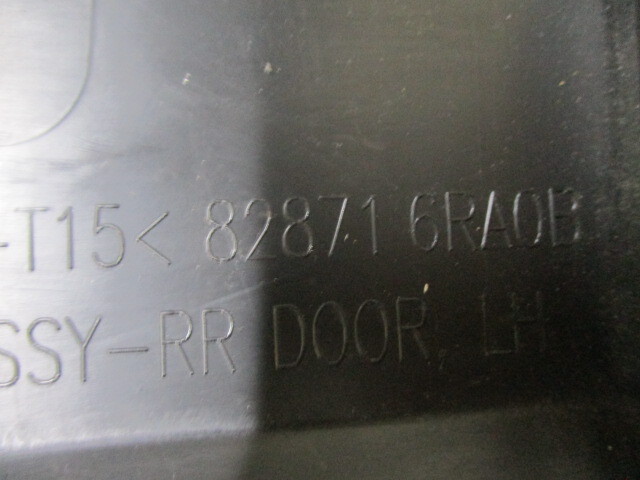 -T15< 82871 6RA0B
SSY-RR DOOR, LH